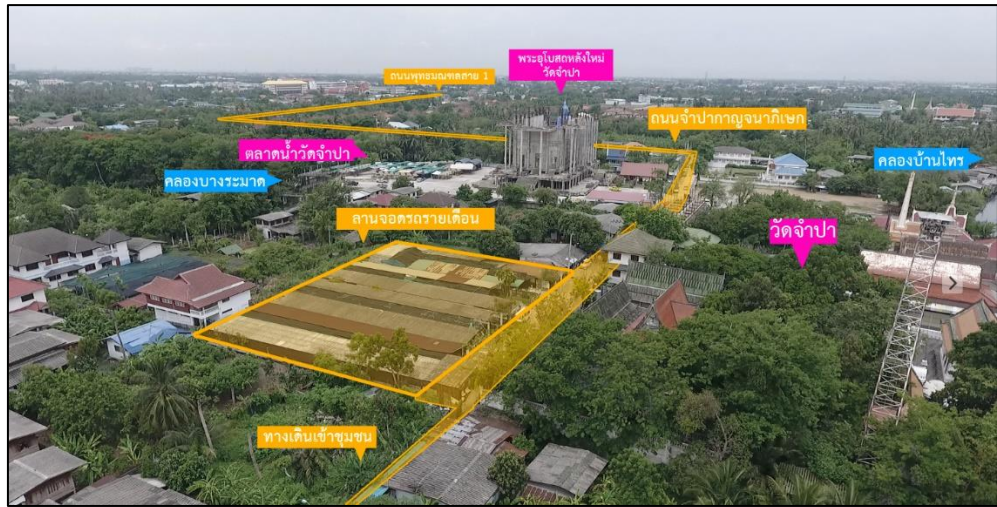 พระอุโบสถหลังใหม่
วัดจำปา
ถนนพุทธมณฑลสาย 1
ถนนจำปากาญจนาภิเษก
ตลาดน้ำวัดจำปา
คลองบ้านไทร
คลองบางระมาด
ลานจอดรถรายเดือน
วัดจำปา
ทางเดินเข้าชุมชน